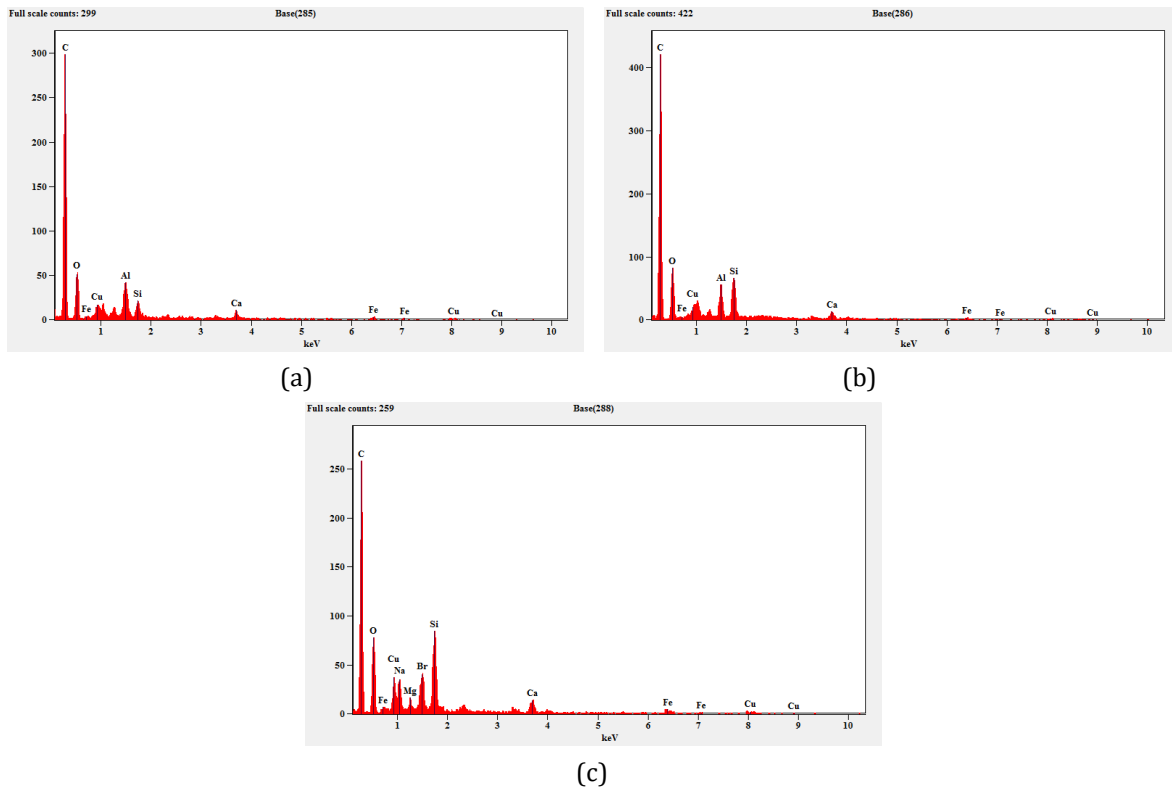 Full scale counts: 299 Base(285)
C
300
250
200
150
100
50
0
O
Fe
Cu
Al
Si
Ca
Fe
Fe
Cu
Cu
1 2 3 4 5 6 7 8 9 10
keV
(a)
Full scale counts: 422 Base(286)
C
400
300
200
100
0
O
Fe
Cu
Al
Si
Ca
Fe
Fe
Cu
Cu
1 2 3 4 5 6 7 8 9 10
keV
(b)
Full scale counts: 259 Base(288)
C
250
200
150
100
50
0
O
Fe
Cu
Na
Mg
Br
Si
Ca
Fe
Fe
Cu
Cu
1 2 3 4 5 6 7 8 9 10
keV
(c)